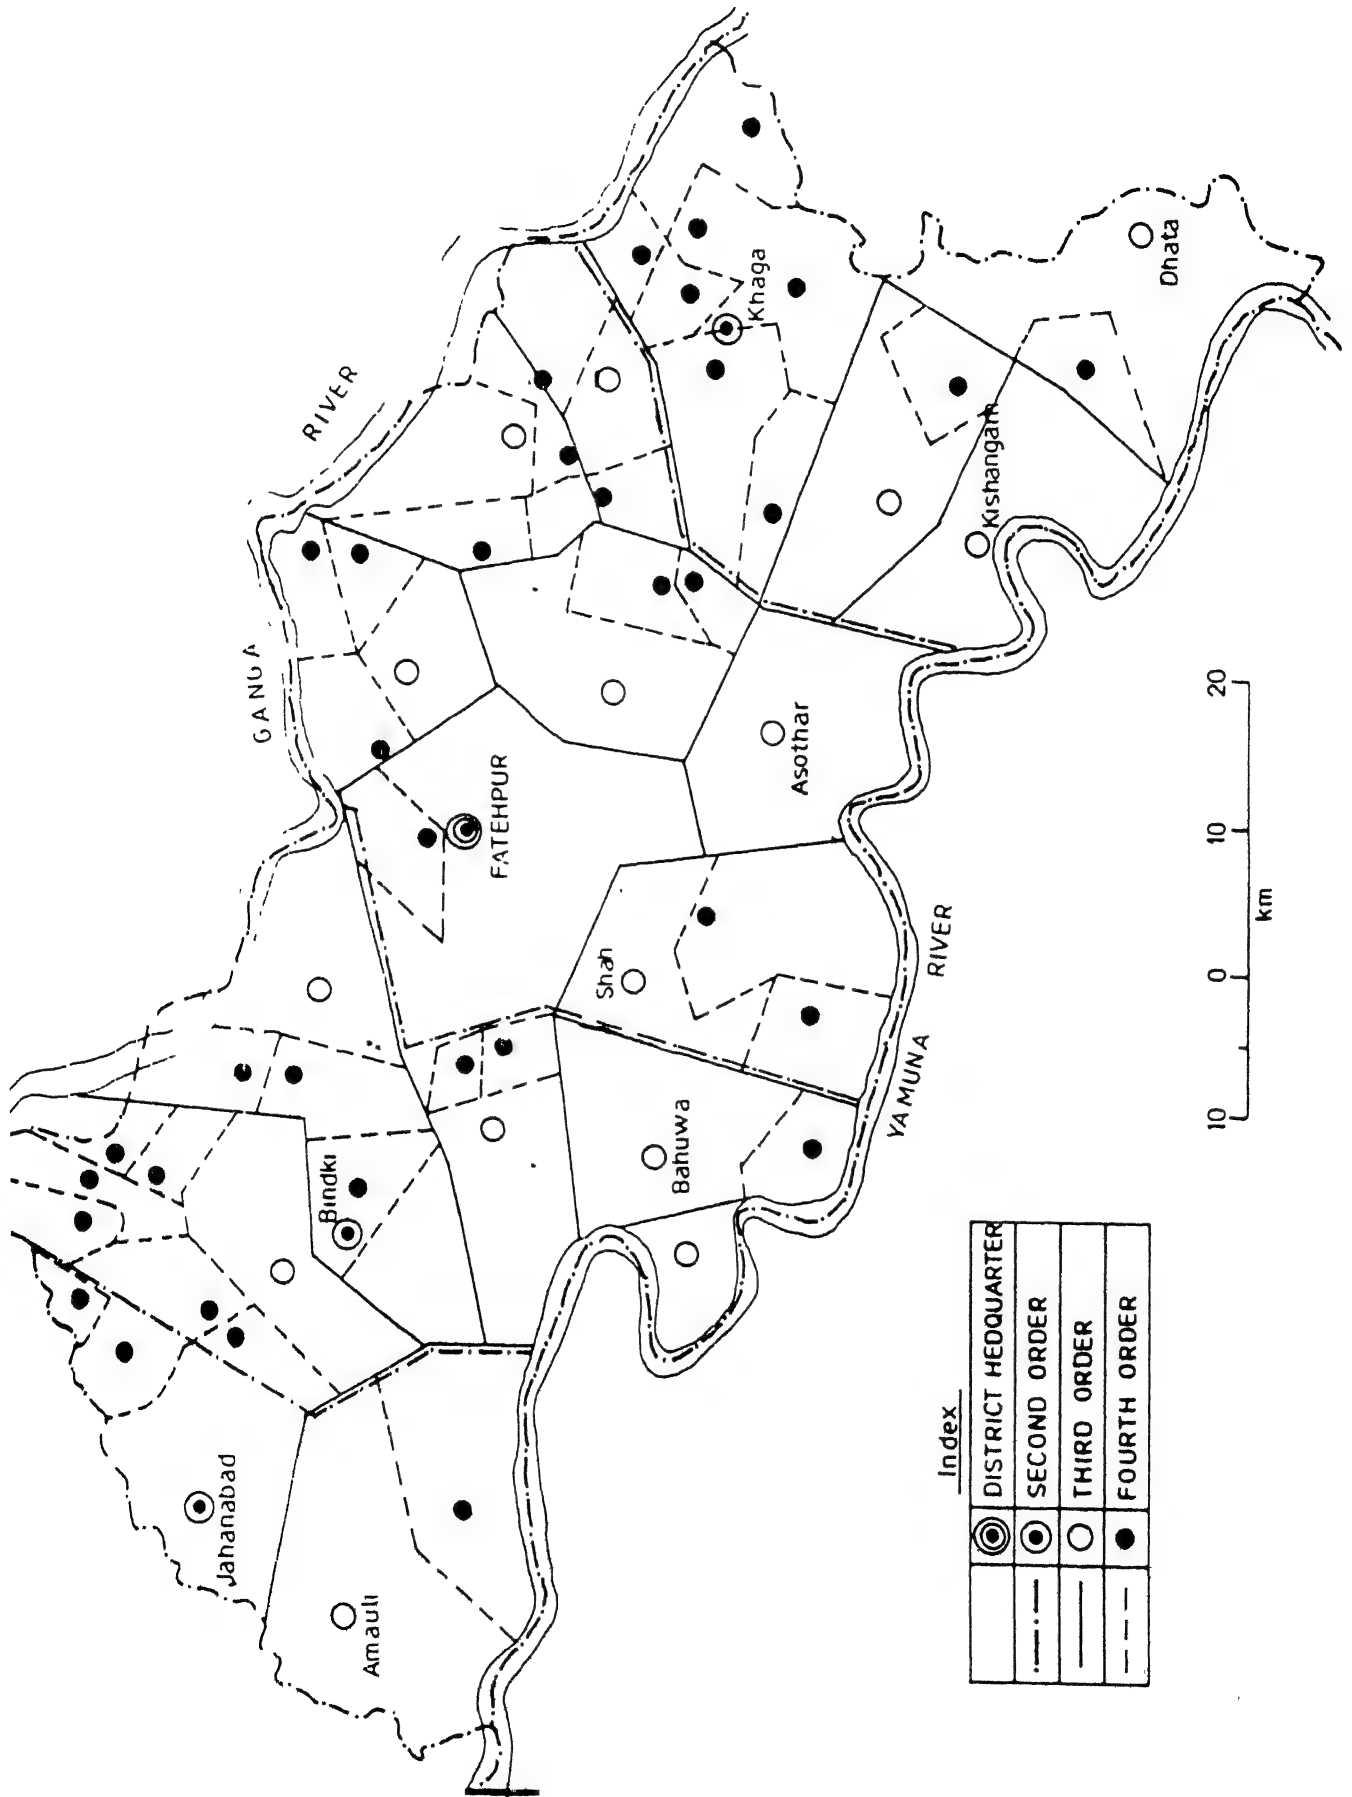 GANGA
RIVER
Jahanabad
Amauli
Bindki
Bahuwa
Shah
FATEHPUR
Asothar
Khaga
Kishangarh
Dhata
YAMUNA
RIVER
10 0 10 20
km
Index
DISTRICT HEDQUARTER
SECOND ORDER
THIRD ORDER
FOURTH ORDER